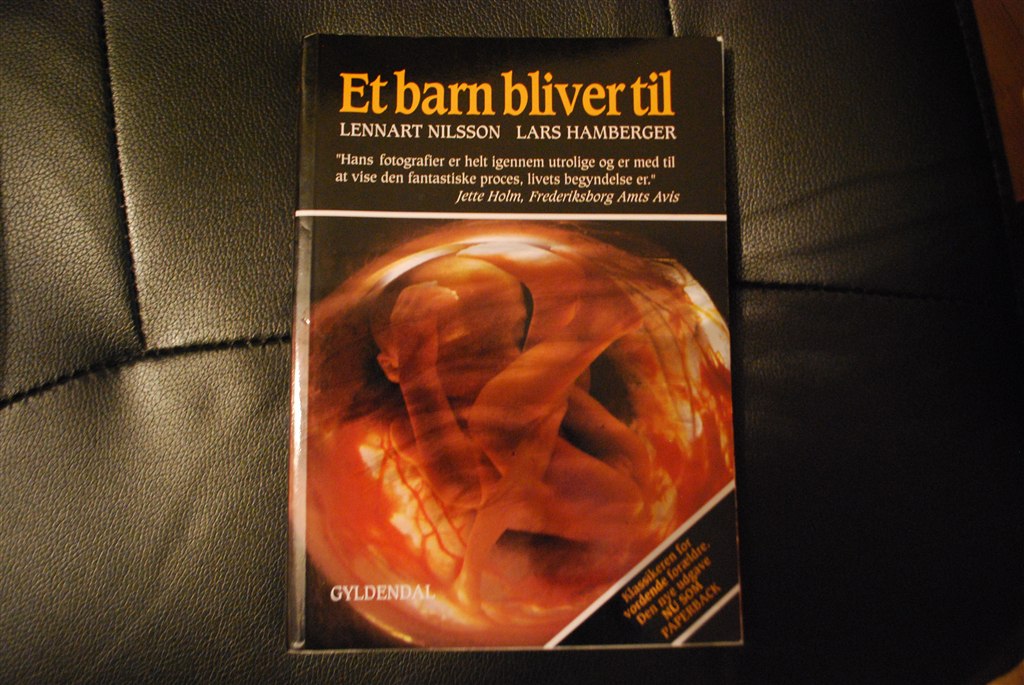 Et barn bliver til
LENNART NILSSON LARS HAMBERGER
"Hans fotografier er helt igennem utrolige og er med til
at vise den fantastiske proces, livets begyndelse er."
Jette Holm, Frederiksborg Amts Avis
GYLDENDAL
Klassikeren for
vordende forældre.
Den nye udgave
NU SOM
PAPERBACK